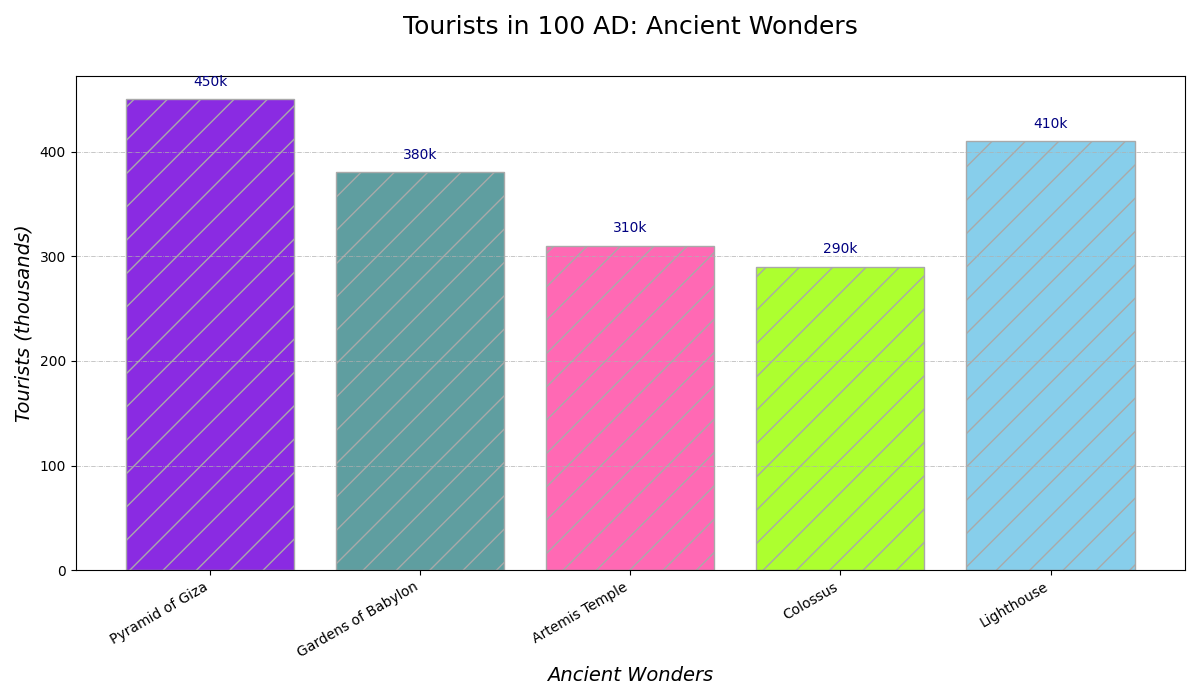 Tourists in 100 AD: Ancient Wonders
Tourists (thousands)
400
300
200
100
0
450k
380k
310k
290k
410k
Pyramid of Giza
Gardens of Babylon
Artemis Temple
Colossus
Lighthouse
Ancient Wonders